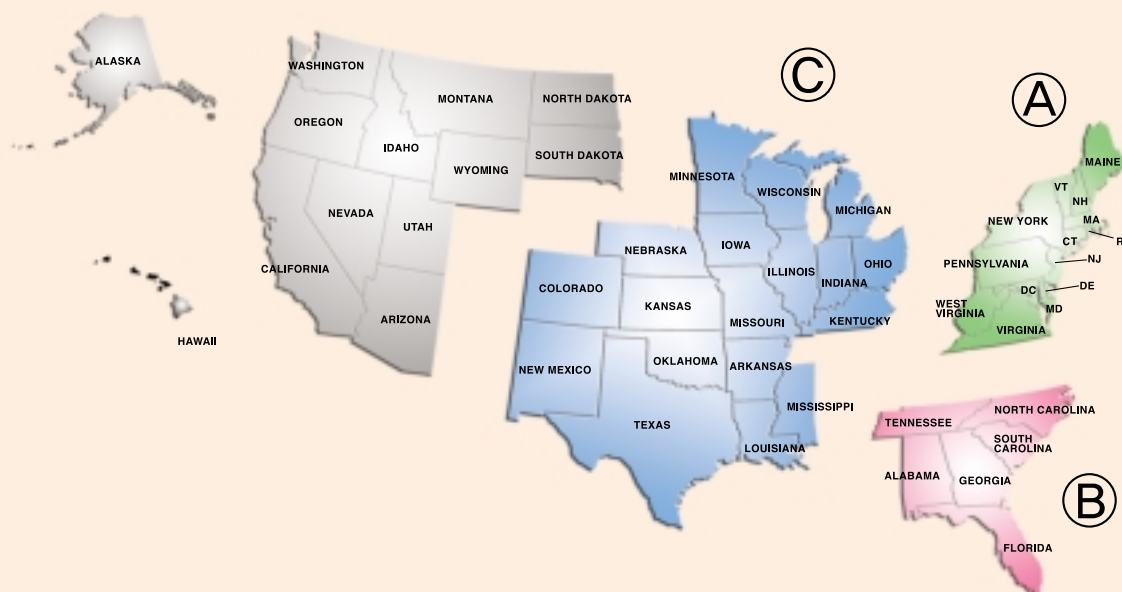 ALASKA
WASHINGTON
OREGON
IDAHO
MONTANA
NORTH DAKOTA
SOUTH DAKOTA
WYOMING
NEVADA
UTAH
CALIFORNIA
ARIZONA
HAWAII
C
MINNESOTA
WISCONSIN
MICHIGAN
NEBRASKA
IOWA
ILLINOIS
INDIANA
OHIO
COLORADO
KANSAS
MISSOURI
KENTUCKY
NEW MEXICO
OKLAHOMA
ARKANSAS
TEXAS
MISSISSIPPI
LOUISIANA
A
MAINE
VT
NH
NEW YORK
MA
CT
R
NJ
PENNSYLVANIA
DC
DE
MD
WEST
VIRGINIA
VIRGINIA
TENNESSEE
NORTH CAROLINA
SOUTH
CAROLINA
ALABAMA
GEORGIA
B
FLORIDA